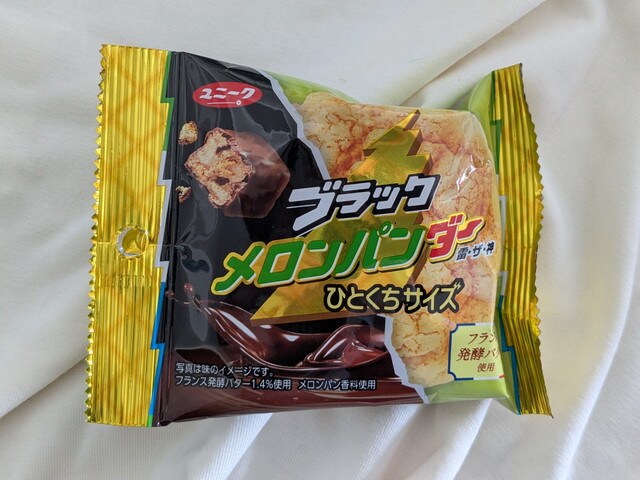 ユニーク
ブラック
メロンパンダー
雷・ザ・神
ひとくちサイズ
フラン
発酵バ
使用
写真は味のイメージです。
フランス発酵バター1.4%使用 メロンパン香料使用